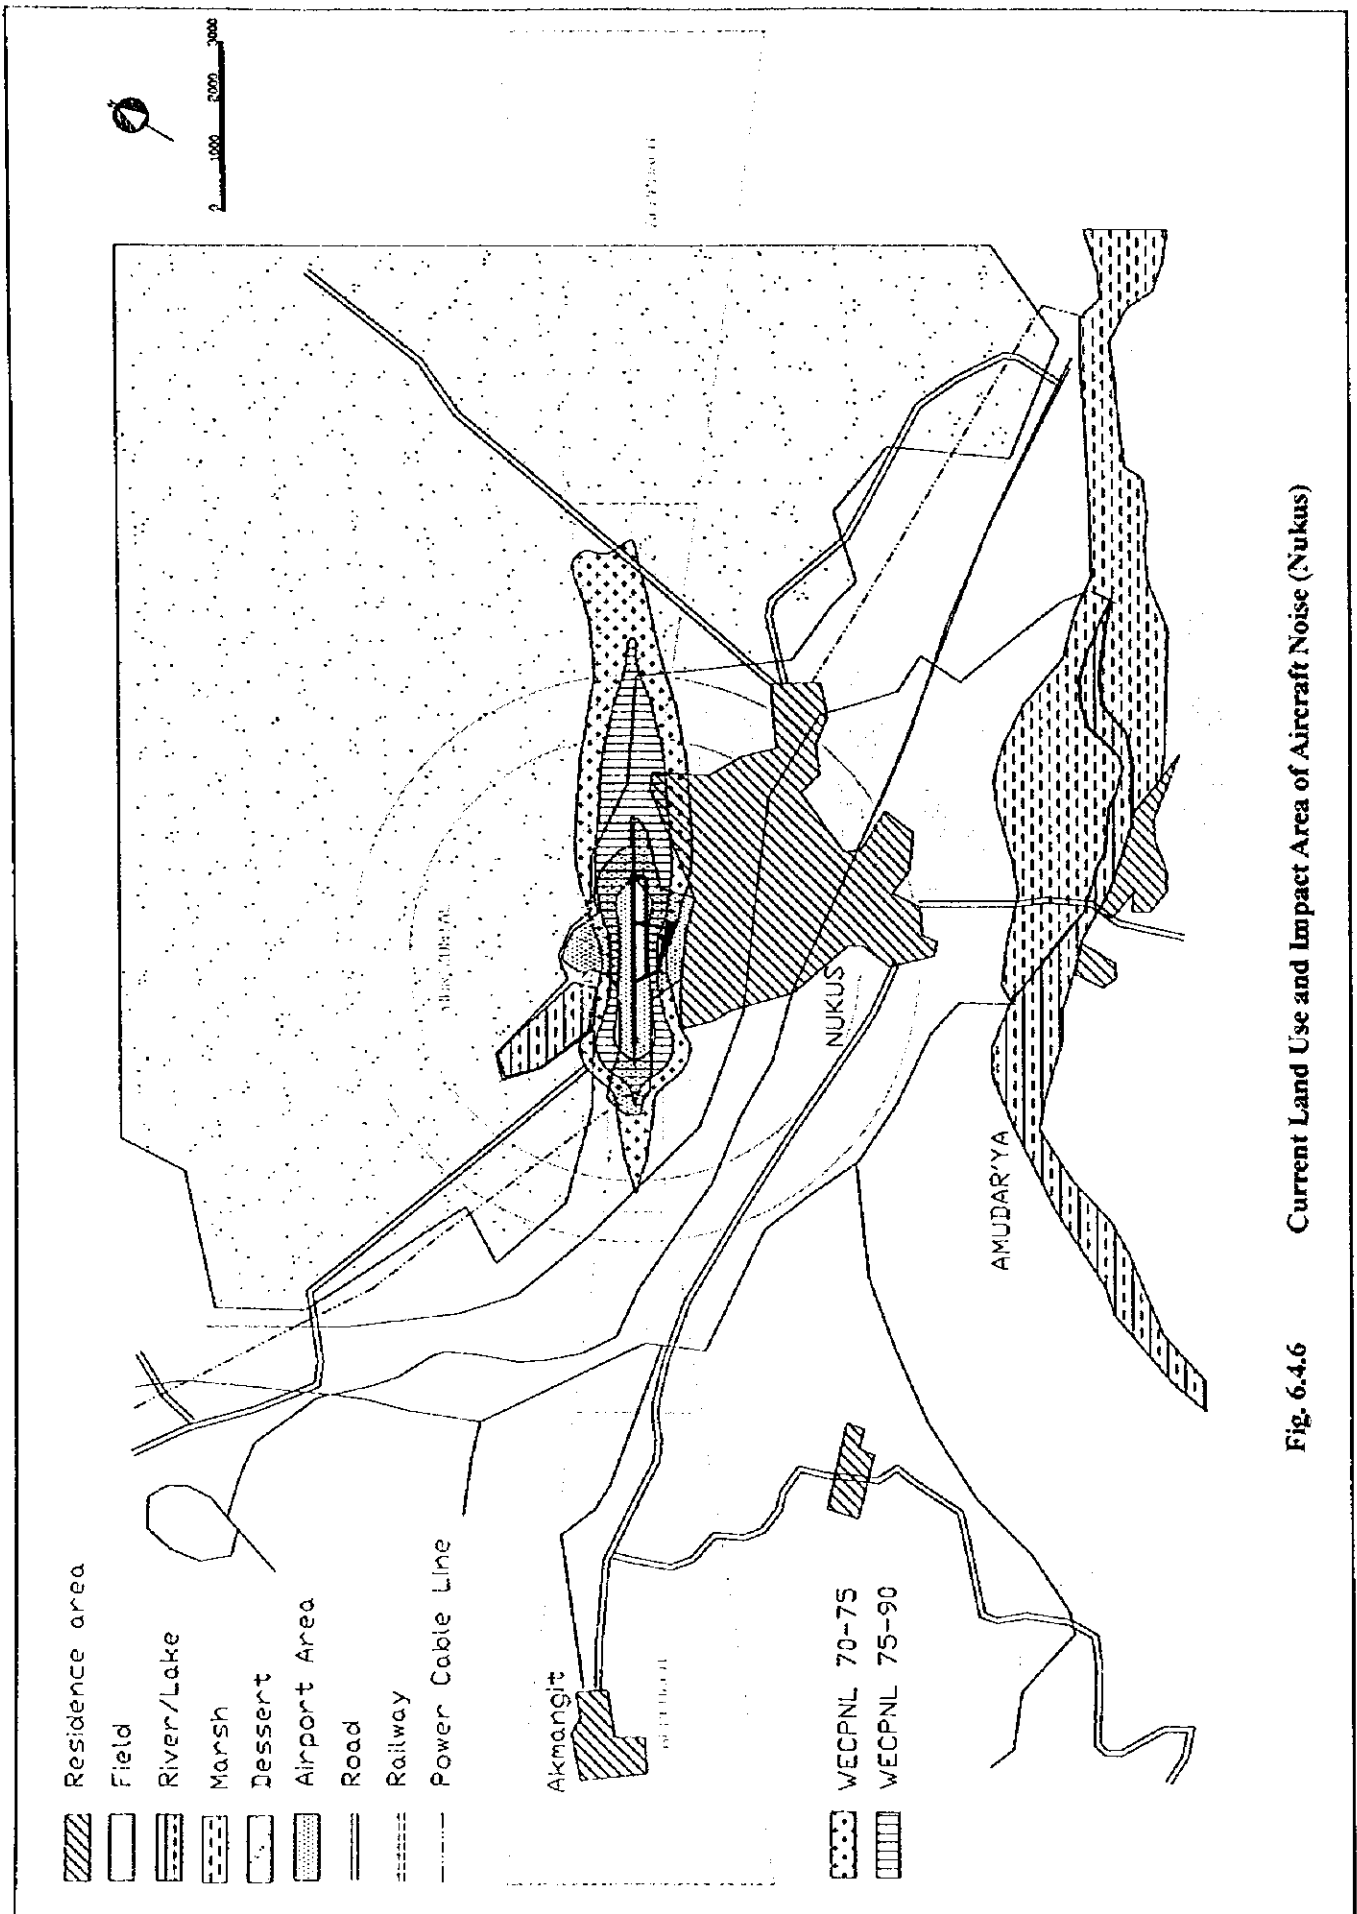 Residence area
Field
River/Lake
Marsh
Dessert
Airport Area
Road
Railway
Power Cable Line
0 1000 2000 3000
Akmangit
NUKUS
AMUDAR'YA
WECPNL 70-75
WECPNL 75-90
Fig. 6.4.6 Current Land Use and Impact Area of Aircraft Noise (Nukus)